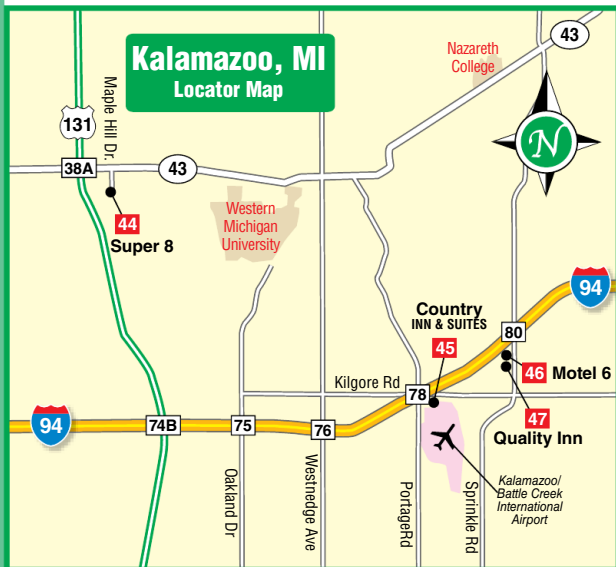 Kalamazoo, MI
Locator Map
43
Nazareth
College
N
Maple Hill Dr.
131
38A
43
44
Super 8
Western
Michigan
University
94
Country
INN & SUITES
45
80
46 Motel 6
47
Quality Inn
Kilgore Rd
78
94
74B
75
76
Oakland Dr
Westnedge Ave
PortageRd
Sprinkle Rd
Kalamazoo/
Battle Creek
International
Airport